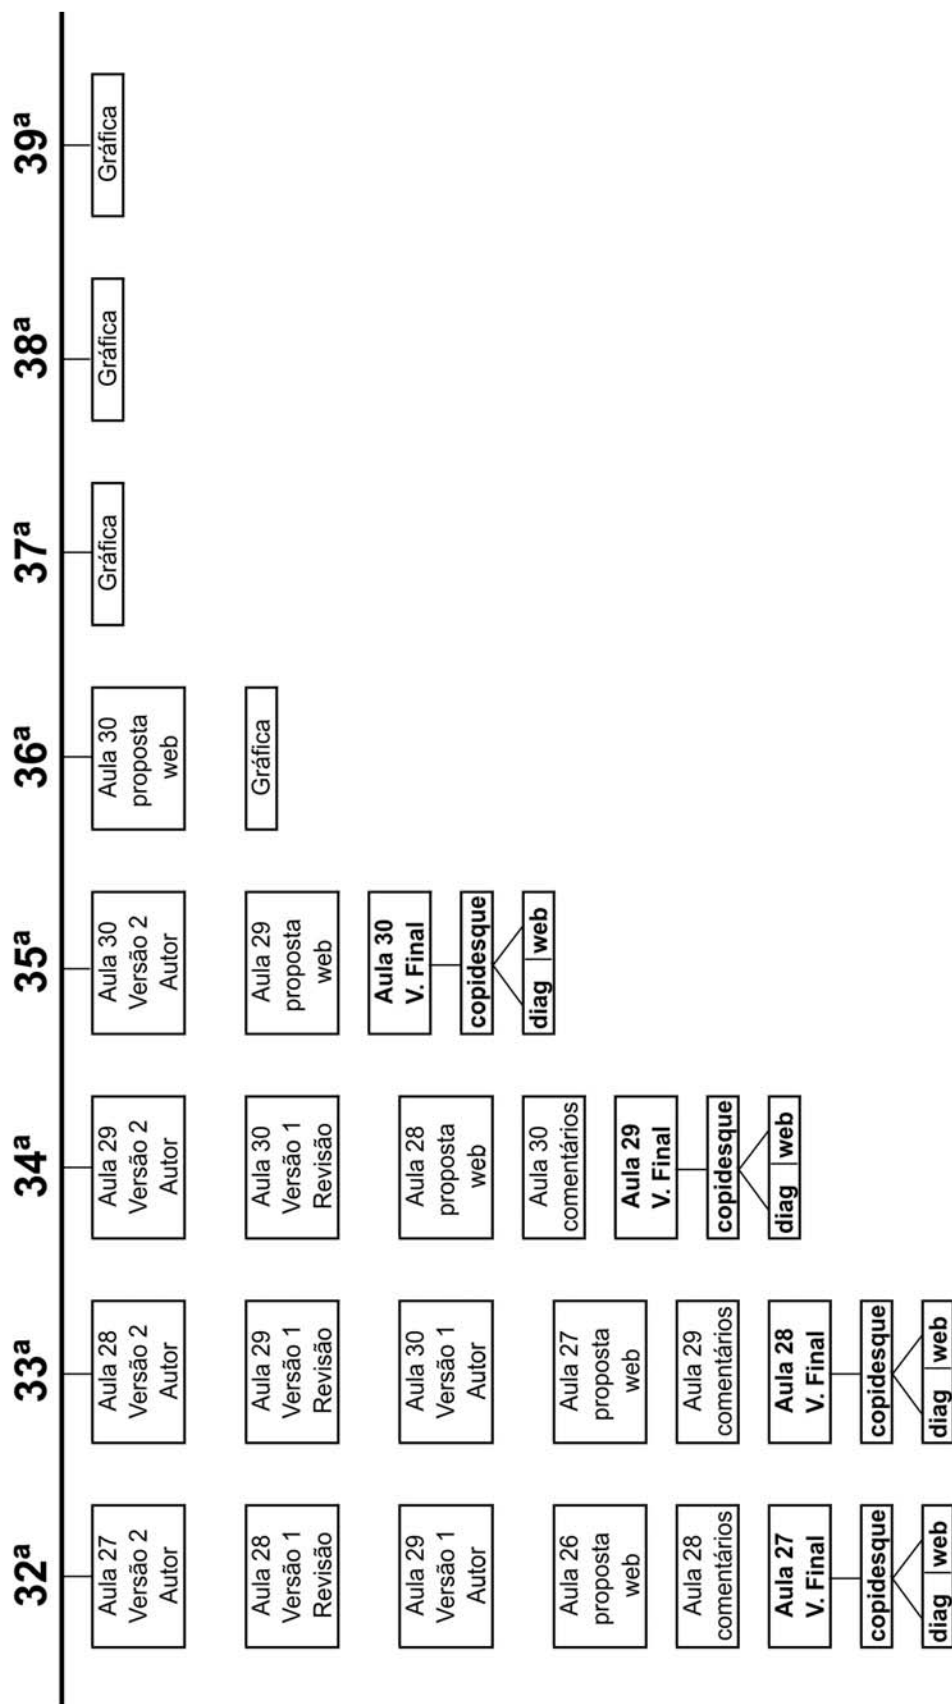 32ª
Aula 27
Versão 2
Autor
Aula 28
Versão 1
Revisão
Aula 29
Versão 1
Autor
Aula 26
proposta
web
Aula 28
comentários
Aula 27
V. Final
copidesque
diag web
33ª
Aula 28
Versão 2
Autor
Aula 29
Versão 1
Revisão
Aula 30
Versão 1
Autor
Aula 27
proposta
web
Aula 29
comentários
Aula 28
V. Final
copidesque
diag web
34ª
Aula 29
Versão 2
Autor
Aula 30
Versão 1
Revisão
Aula 28
proposta
web
Aula 30
comentários
Aula 29
V. Final
copidesque
diag web
35ª
Aula 30
Versão 2
Autor
Aula 29
proposta
web
Aula 30
V. Final
copidesque
diag web
36ª
Aula 30
proposta
web
Gráfica
37ª
Gráfica
38ª
Gráfica
39ª
Gráfica